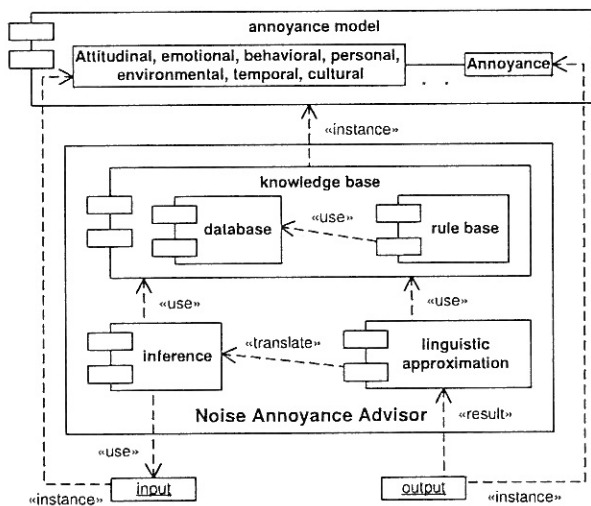 annoyance model
Attitudinal, emotional, behavioral, personal,
environmental, temporal, cultural
Annoyance
. .
«instance»
knowledge base
database
«use»
rule base
«use»
«use»
inference
«translate»
linguistic
approximation
Noise Annoyance Advisor
«use»
«result»
input
output
«instance»
«instance»